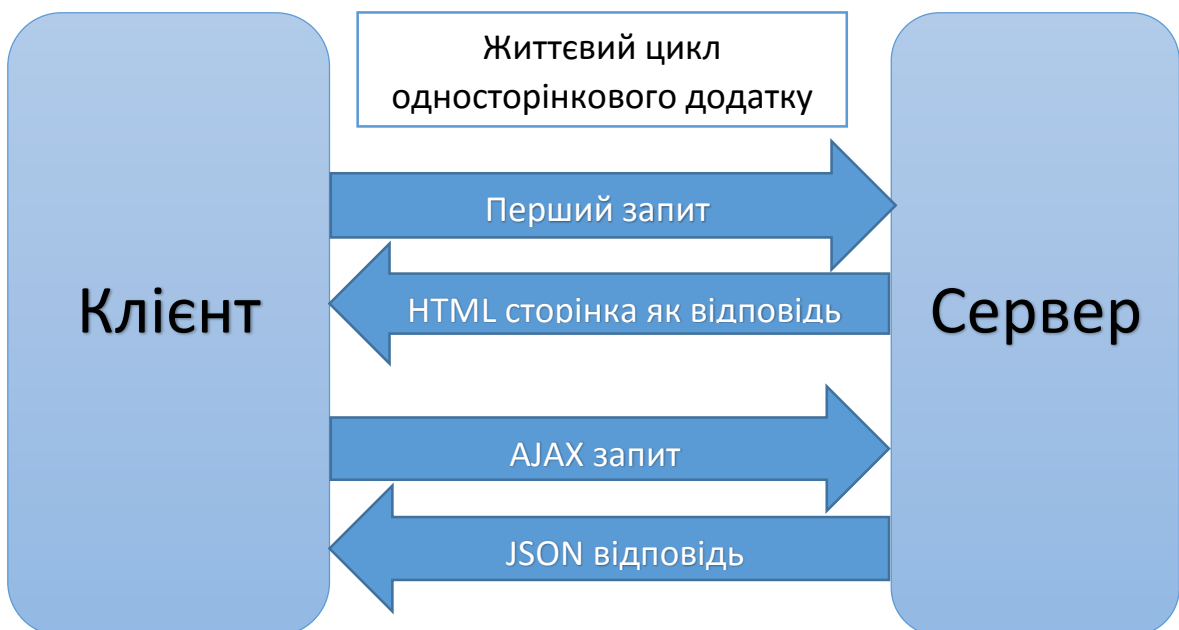 Життєвий цикл
односторінкового додатку
Перший запит
HTML сторінка як відповідь
Клієнт
Сервер
AJAX запит
JSON відповідь